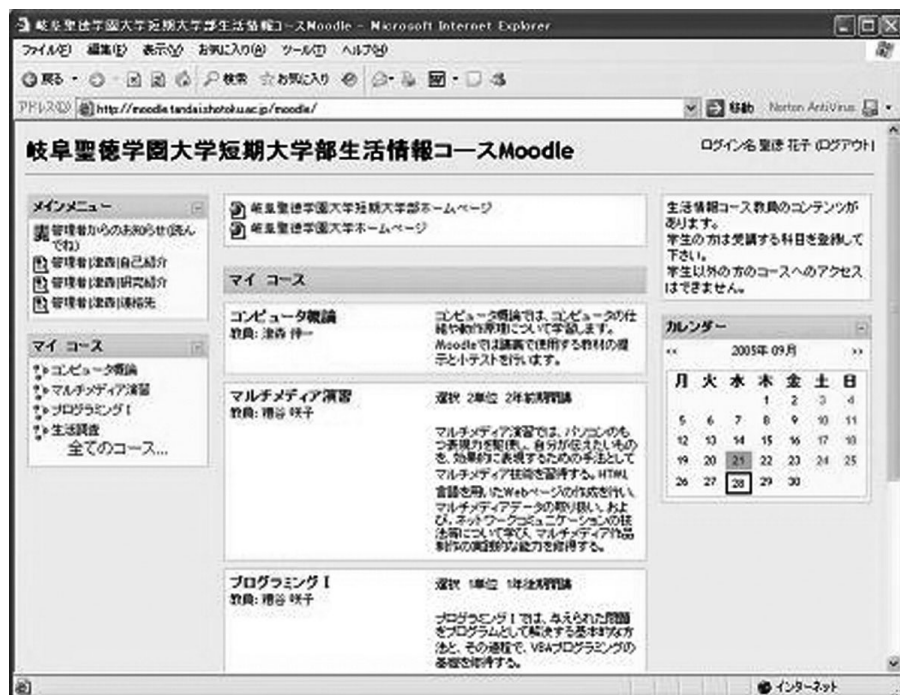 岐阜聖徳学園大学短期大学部生活情報コースMoodle - Microsoft Internet Explorer
ファイル(F) 編集(E) 表示(V) お気に入り(A) ツール(T) ヘルプ(H)
戻る 検索 お気に入り
アドレス(D) http://moodle.tandai.shotoku.ac.jp/moodle/ 移動 Norton AntiVirus
岐阜聖徳学園大学短期大学部生活情報コースMoodle
ログイン名 聖徳 花子 (ログアウト)
メインメニュー
管理者からのお知らせ(読ん
でね)
管理者(津森)自己紹介
管理者(津森)研究紹介
管理者(津森)連絡先
マイ コース
コンピュータ概論
マルチメディア演習
プログラミング I
生活調査
全てのコース...
岐阜聖徳学園大学短期大学部ホームページ
岐阜聖徳学園大学ホームページ
マイ コース
コンピュータ概論
教員: 津森 伸一
コンピュータ概論では、コンピュータの仕
組や動作原理について学習します。
Moodleでは講義で使用する教材の提
示と小テストを行います。
マルチメディア演習
教員: 糟谷 咲子
選択 2単位 2年前期開講
マルチメディア演習では、パソコンのも
つ表現力を駆使し、自分が伝えたいもの
を、効果的に表現するための手法として
マルチメディア技術を習得する。HTML
言語を用いたWebページの作成を行い、
マルチメディアデータの取り扱い、およ
び、ネットワークコミュニケーションの技
法等について学び、マルチメディア作品
制作の実践的な能力を修得する。
プログラミング I
教員: 糟谷 咲子
選択 1単位 1年後期開講
プログラミング I では、与えられた問題
をプログラムとして解決する基本的な方
法と、その過程で、VBAプログラミングの
基礎を修得する。
生活情報コース教員のコンテンツが
あります。
学生の方は受講する科目を登録して
下さい。
学生以外の方のコースへのアクセス
はできません。
カレンダー
<< 2005年 09月 >>
月 火 水 木 金 土 日
1 2 3 4
5 6 7 8 9 10 11
12 13 14 15 16 17 18
19 20 21 22 23 24 25
26 27 28 29 30
インターネット